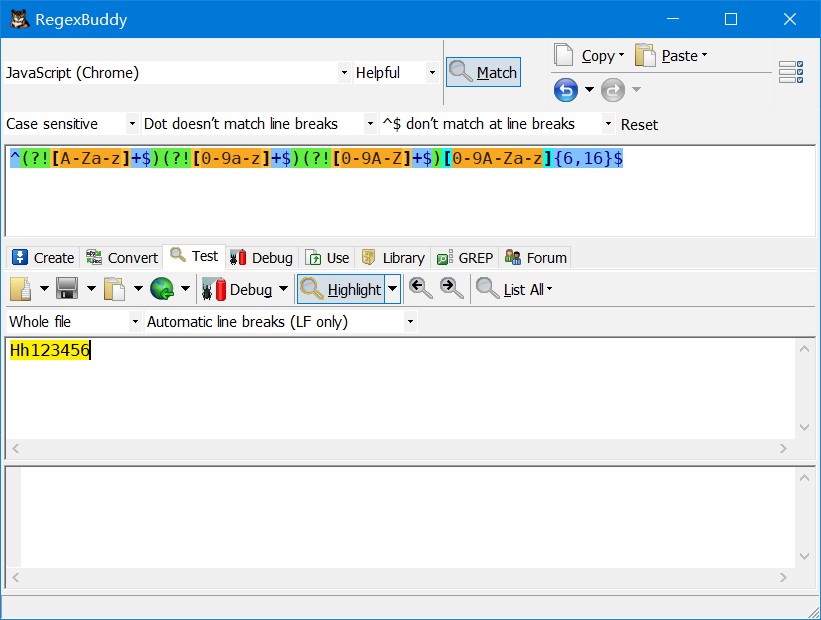 RegexBuddy
JavaScript (Chrome) Helpful Match Copy Paste
Case sensitive Dot doesn't match line breaks ^$ don't match at line breaks Reset
^(?![A-Za-z]+$)(?![0-9a-z]+$)(?![0-9A-Z]+$)[0-9A-Za-z]{6,16}$
Create Convert Test Debug Use Library GREP Forum
Debug Highlight List All
Whole file Automatic line breaks (LF only)
Hh123456